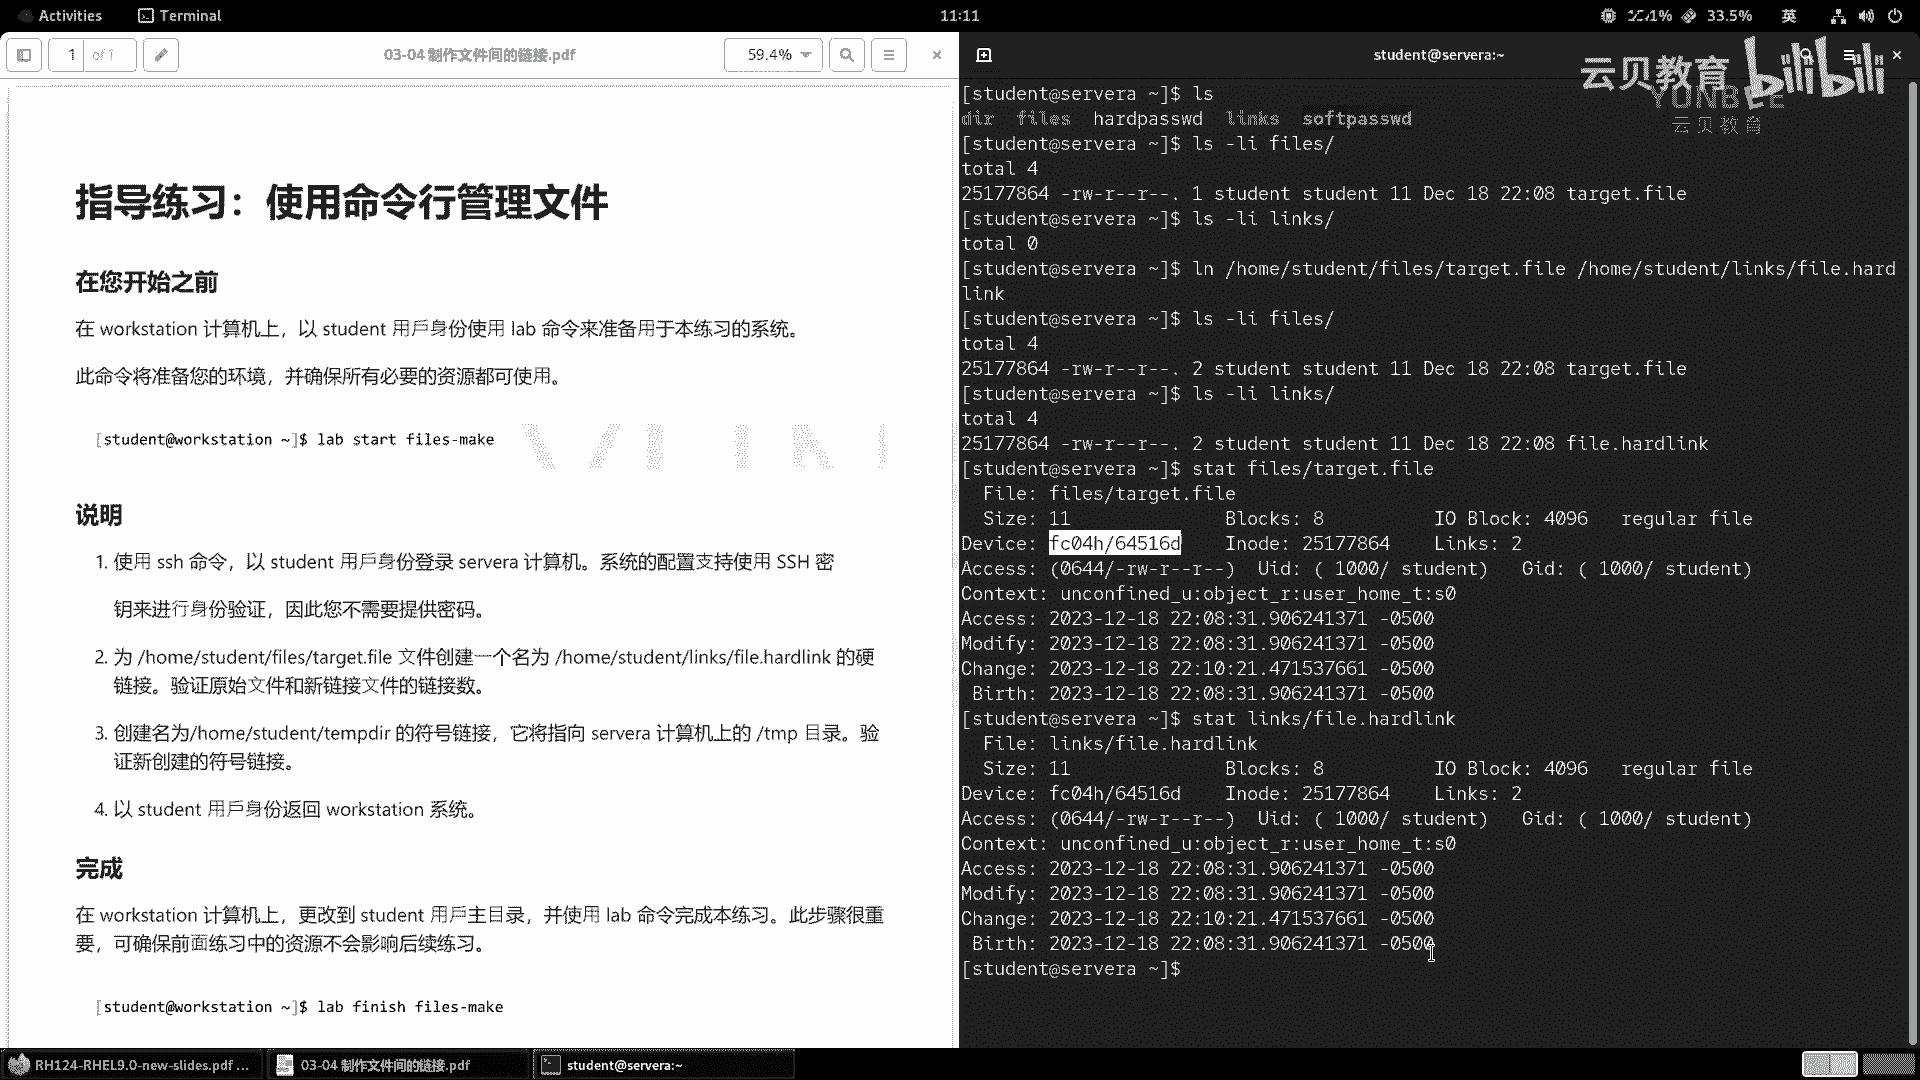 Activities
Terminal
11:11
33.5%
英
1 of 1
03-04 制作文件间的链接.pdf
59.4%
指导练习：使用命令行管理文件
在您开始之前
在 workstation 计算机上，以 student 用戶身份使用 lab 命令来准备用于本练习的系统。
此命令将准备您的环境，并确保所有必要的资源都可使用。
[student@workstation ~]$ lab start files-make
说明
1. 使用 ssh 命令，以 student 用戶身份登录 servera 计算机。系统的配置支持使用 SSH 密
钥来进行身份验证，因此您不需要提供密码。
2. 为 /home/student/files/target.file 文件创建一个名为 /home/student/links/file.hardlink 的硬
链接。验证原始文件和新链接文件的链接数。
3. 创建名为/home/student/tempdir 的符号链接，它将指向 servera 计算机上的 /tmp 目录。验
证新创建的符号链接。
4. 以 student 用戶身份返回 workstation 系统。
完成
在 workstation 计算机上，更改到 student 用戶主目录，并使用 lab 命令完成本练习。此步骤很重
要，可确保前面练习中的资源不会影响后续练习。
[student@workstation ~]$ lab finish files-make
student@servera:~
云贝教育 bilibili
YUNBEE
云贝教育
[student@servera ~]$ ls
dir files hardpasswd links softpasswd
[student@servera ~]$ ls -li files/
total 4
25177864 -rw-r--r--. 1 student student 11 Dec 18 22:08 target.file
[student@servera ~]$ ls -li links/
total 0
[student@servera ~]$ ln /home/student/files/target.file /home/student/links/file.hard
link
[student@servera ~]$ ls -li files/
total 4
25177864 -rw-r--r--. 2 student student 11 Dec 18 22:08 target.file
[student@servera ~]$ ls -li links/
total 4
25177864 -rw-r--r--. 2 student student 11 Dec 18 22:08 file.hardlink
[student@servera ~]$ stat files/target.file
File: files/target.file
Size: 11 Blocks: 8 IO Block: 4096 regular file
Device: fc04h/64516d Inode: 25177864 Links: 2
Access: (0644/-rw-r--r--) Uid: ( 1000/ student) Gid: ( 1000/ student)
Context: unconfined_u:object_r:user_home_t:s0
Access: 2023-12-18 22:08:31.906241371 -0500
Modify: 2023-12-18 22:08:31.906241371 -0500
Change: 2023-12-18 22:10:21.471537661 -0500
Birth: 2023-12-18 22:08:31.906241371 -0500
[student@servera ~]$ stat links/file.hardlink
File: links/file.hardlink
Size: 11 Blocks: 8 IO Block: 4096 regular file
Device: fc04h/64516d Inode: 25177864 Links: 2
Access: (0644/-rw-r--r--) Uid: ( 1000/ student) Gid: ( 1000/ student)
Context: unconfined_u:object_r:user_home_t:s0
Access: 2023-12-18 22:08:31.906241371 -0500
Modify: 2023-12-18 22:08:31.906241371 -0500
Change: 2023-12-18 22:10:21.471537661 -0500
Birth: 2023-12-18 22:08:31.906241371 -0500
[student@servera ~]$
RH124-RHEL9.0-new-slides.pdf ...
03-04 制作文件间的链接.pdf
student@servera:~